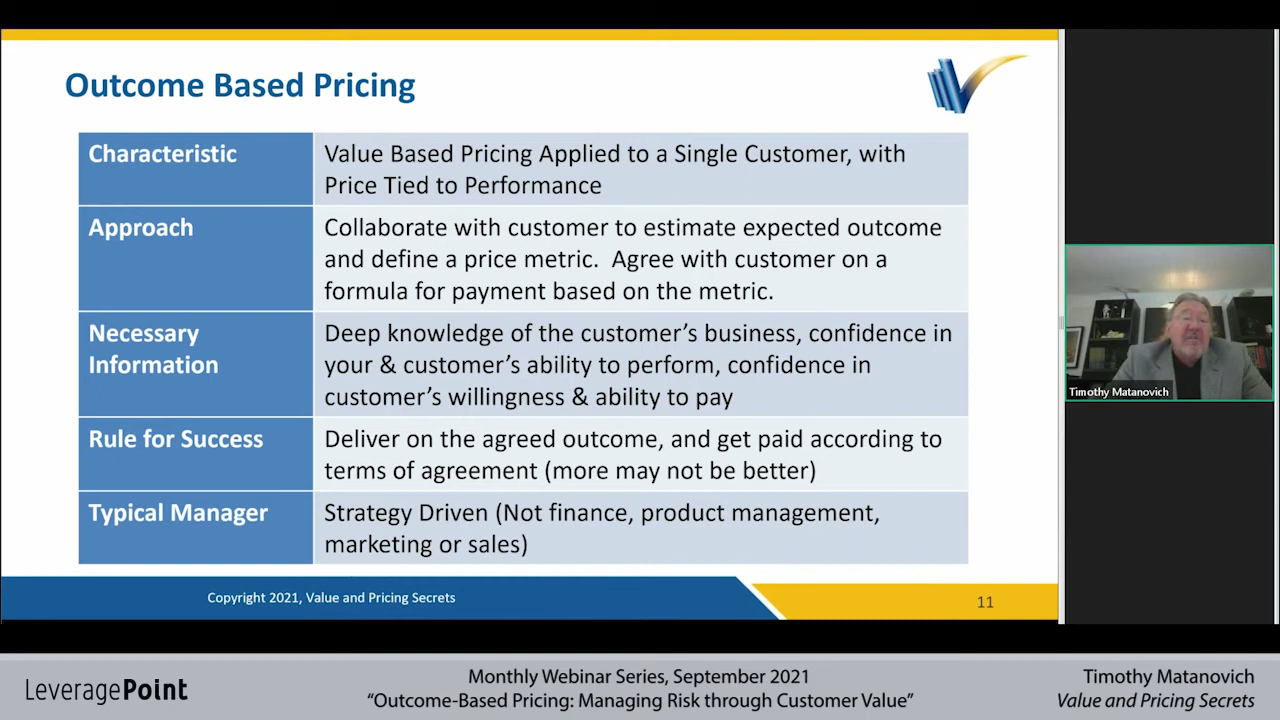 Outcome Based Pricing
Characteristic
Value Based Pricing Applied to a Single Customer, with
Price Tied to Performance
Approach
Collaborate with customer to estimate expected outcome
and define a price metric.  Agree with customer on a
formula for payment based on the metric.
Necessary
Information
Deep knowledge of the customer's business, confidence in
your & customer's ability to perform, confidence in
customer's willingness & ability to pay
Rule for Success
Deliver on the agreed outcome, and get paid according to
terms of agreement (more may not be better)
Typical Manager
Strategy Driven (Not finance, product management,
marketing or sales)
Copyright 2021, Value and Pricing Secrets
11
Timothy Matanovich
LeveragePoint
Monthly Webinar Series, September 2021
“Outcome-Based Pricing: Managing Risk through Customer Value”
Timothy Matanovich
Value and Pricing Secrets